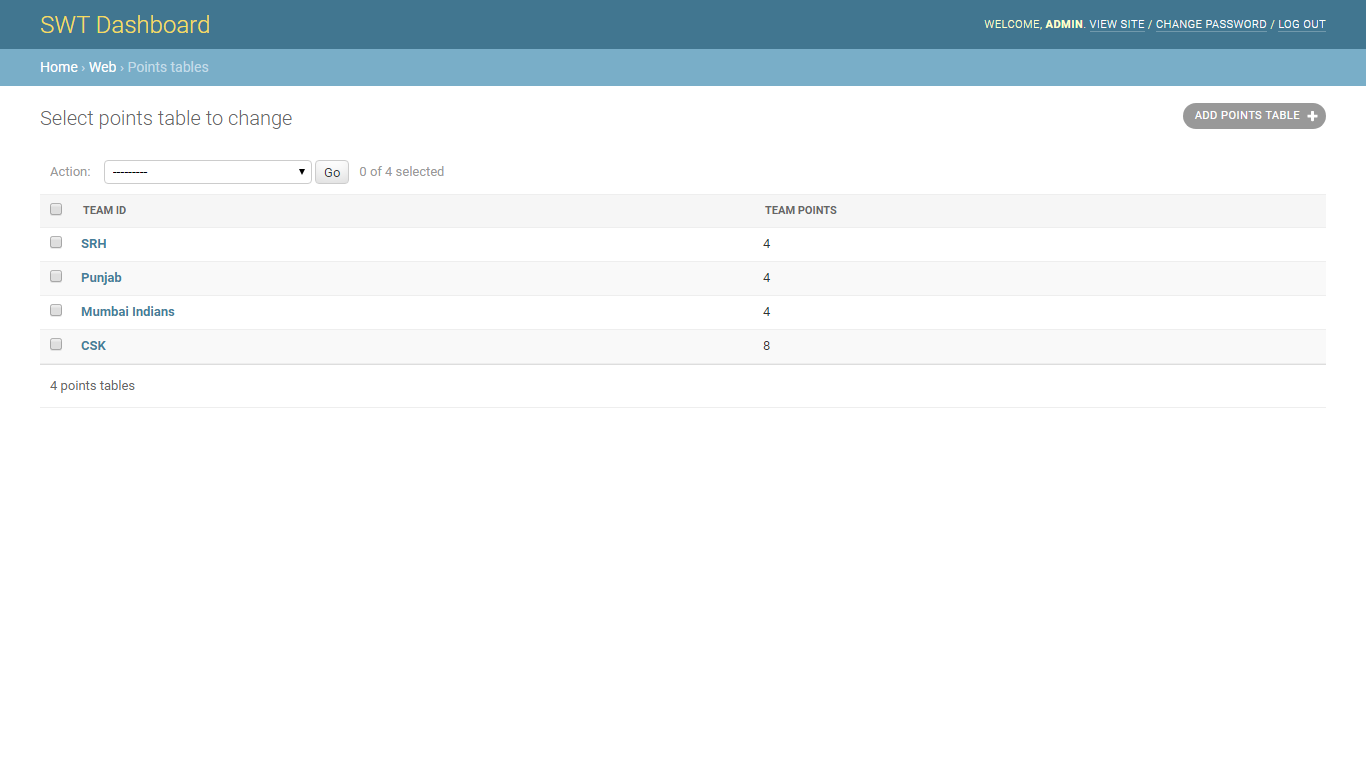 SWT Dashboard
WELCOME, ADMIN. VIEW SITE / CHANGE PASSWORD / LOG OUT
Home › Web › Points tables
Select points table to change
ADD POINTS TABLE +
Action: --------- Go 0 of 4 selected
TEAM ID TEAM POINTS
SRH 4
Punjab 4
Mumbai Indians 4
CSK 8
4 points tables